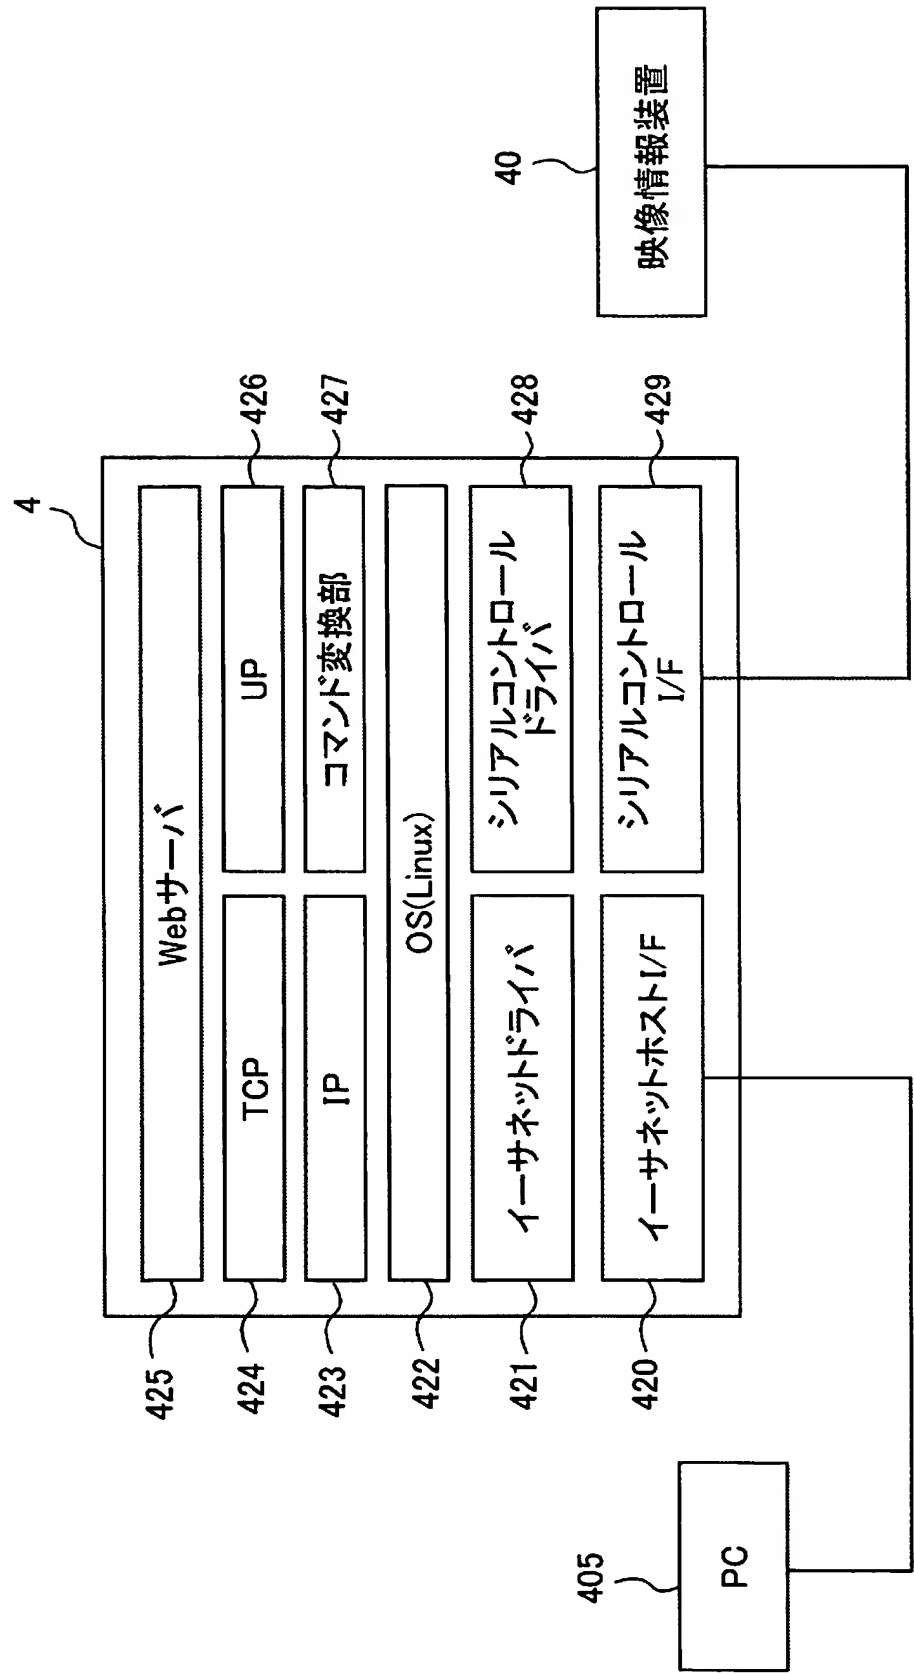 4
425
Webサーバ
424
TCP
UP
426
423
IP
コマンド変換部
427
422
OS(Linux)
421
イーサネットドライバ
シリアルコントロール
ドライバ
428
420
イーサネットホストI/F
シリアルコントロール
I/F
429
40
映像情報装置
405
PC